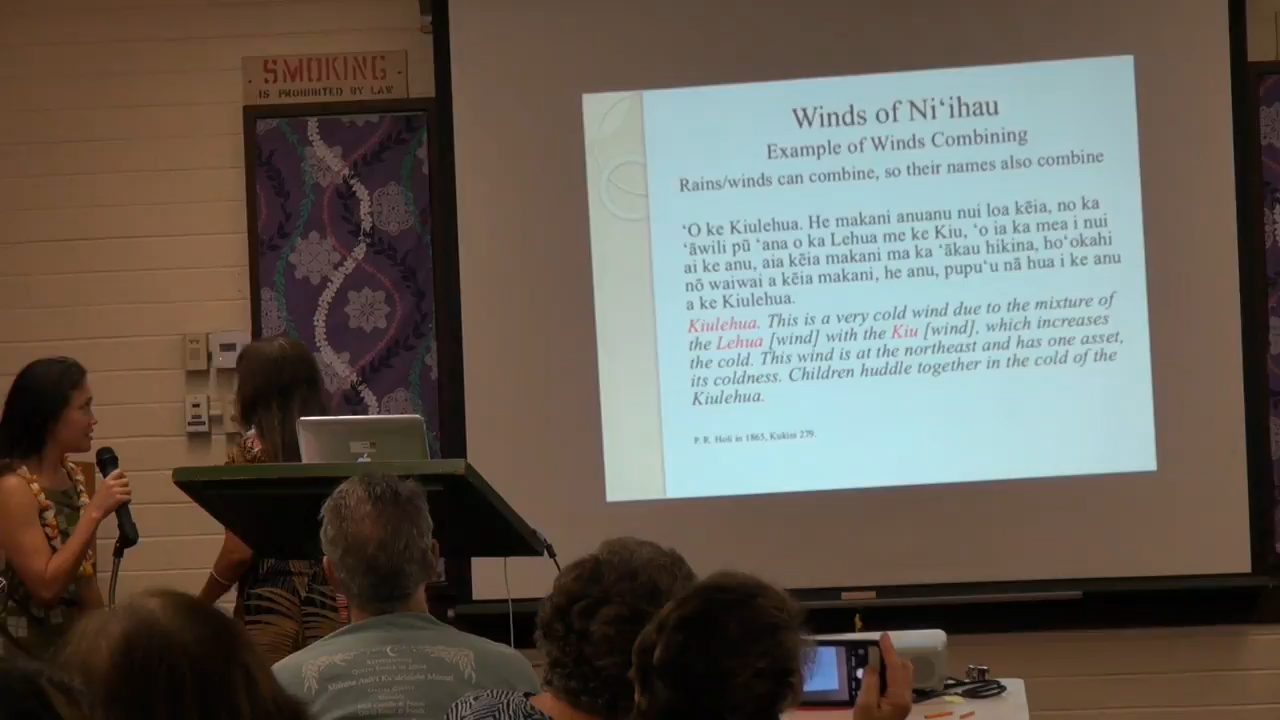 SMOKING
IS PROHIBITED BY LAW
Winds of Niʻihau
Example of Winds Combining
Rains/winds can combine, so their names also combine
ʻO ke Kiulehua. He makani anuanu nui loa kēia, no ka
ʻāwili pū ʻana o ka Lehua me ke Kiu, ʻo ia ka mea i nui
ai ke anu, aia kēia makani ma ka ʻākau hikina, hoʻokahi
nō waiwai a kēia makani, he anu, pupuʻu nā hua i ke anu
a ke Kiulehua.
Kiulehua. This is a very cold wind due to the mixture of
the Lehua [wind] with the Kiu [wind], which increases
the cold. This wind is at the northeast and has one asset,
its coldness. Children huddle together in the cold of the
Kiulehua.
P.R. Holi in 1865, Kukini 279.